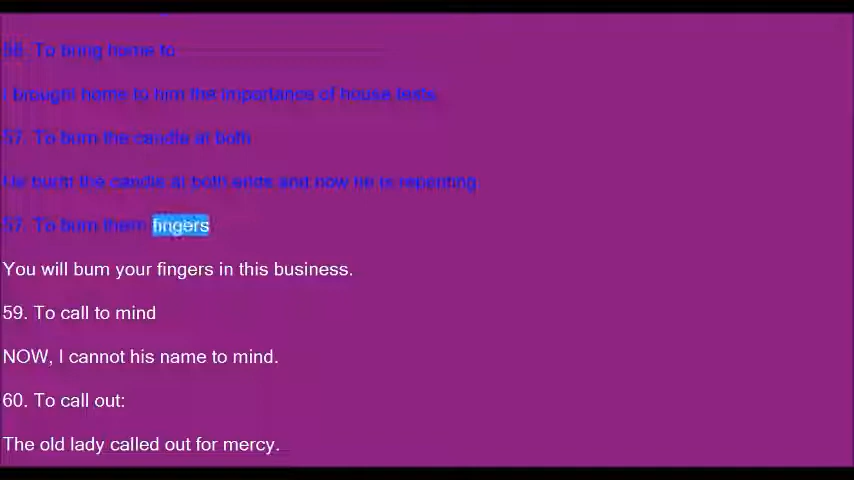 56. To bring home to
I brought home to him the importance of house tests.
57. To burn the candle at both
He burnt the candle at both ends and now he is repenting
57. To burn them fingers
You will burn your fingers in this business.
59. To call to mind
NOW, I cannot his name to mind.
60. To call out:
The old lady called out for mercy.